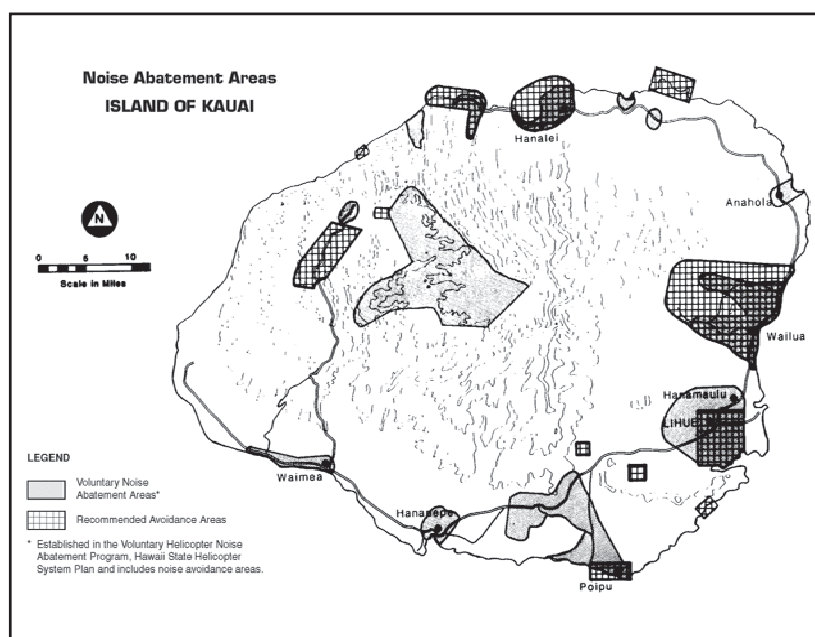 Noise Abatement Areas
ISLAND OF KAUAI
Hanalei
Anahola
N
0 5 10
Scale in Miles
Wailua
Hanamaulu
LIHUE
LEGEND
Voluntary Noise
Abatement Areas*
Waimea
Hanapepe
Recommended Avoidance Areas
* Established in the Voluntary Helicopter Noise
Abatement Program, Hawaii State Helicopter
System Plan and includes noise avoidance areas.
Poipu